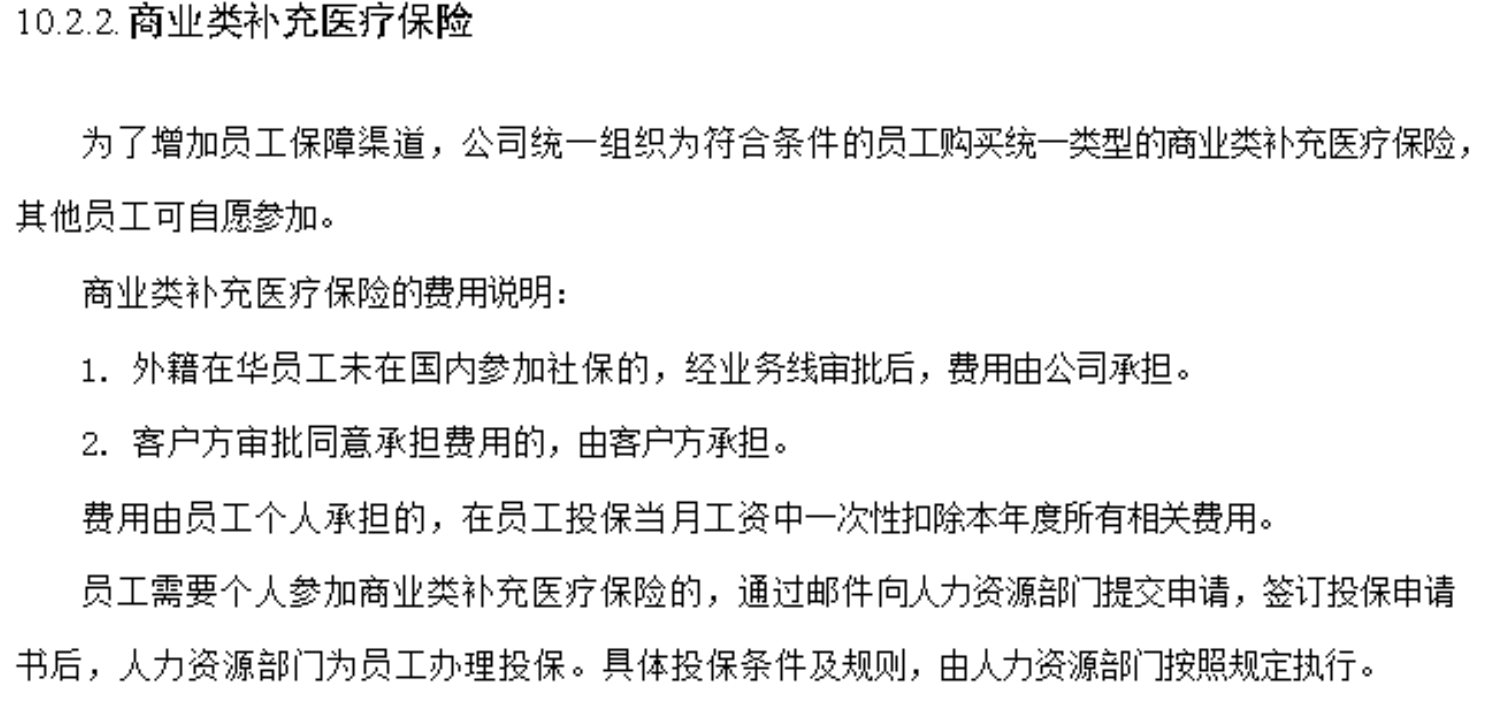 10.2.2. 商业类补充医疗保险
为了增加员工保障渠道，公司统一组织为符合条件的员工购买统一类型的商业类补充医疗保险，
其他员工可自愿参加。
商业类补充医疗保险的费用说明：
1. 外籍在华员工未在国内参加社保的，经业务线审批后，费用由公司承担。
2. 客户方审批同意承担费用的，由客户方承担。
费用由员工个人承担的，在员工投保当月工资中一次性扣除本年度所有相关费用。
员工需要个人参加商业类补充医疗保险的，通过邮件向人力资源部门提交申请，签订投保申请
书后，人力资源部门为员工办理投保。具体投保条件及规则，由人力资源部门按照规定执行。